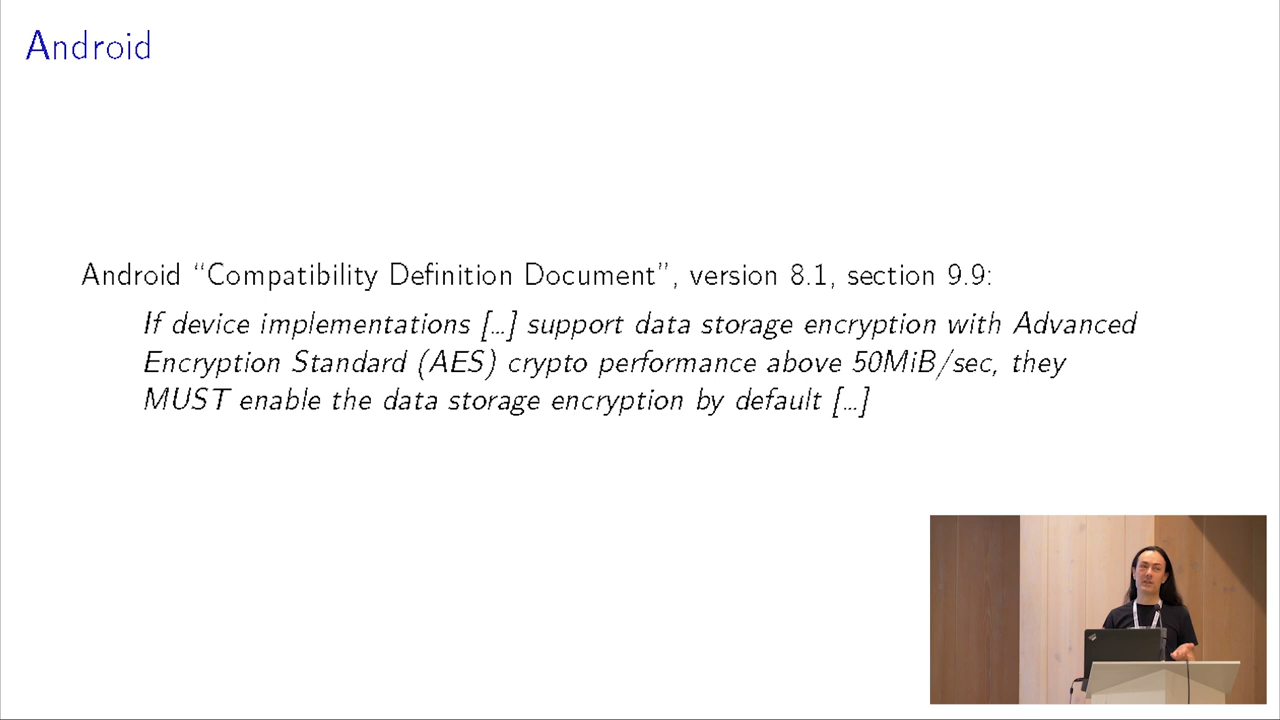 Android
Android “Compatibility Definition Document”, version 8.1, section 9.9:
If device implementations [...] support data storage encryption with Advanced
Encryption Standard (AES) crypto performance above 50MiB/sec, they
MUST enable the data storage encryption by default [...]